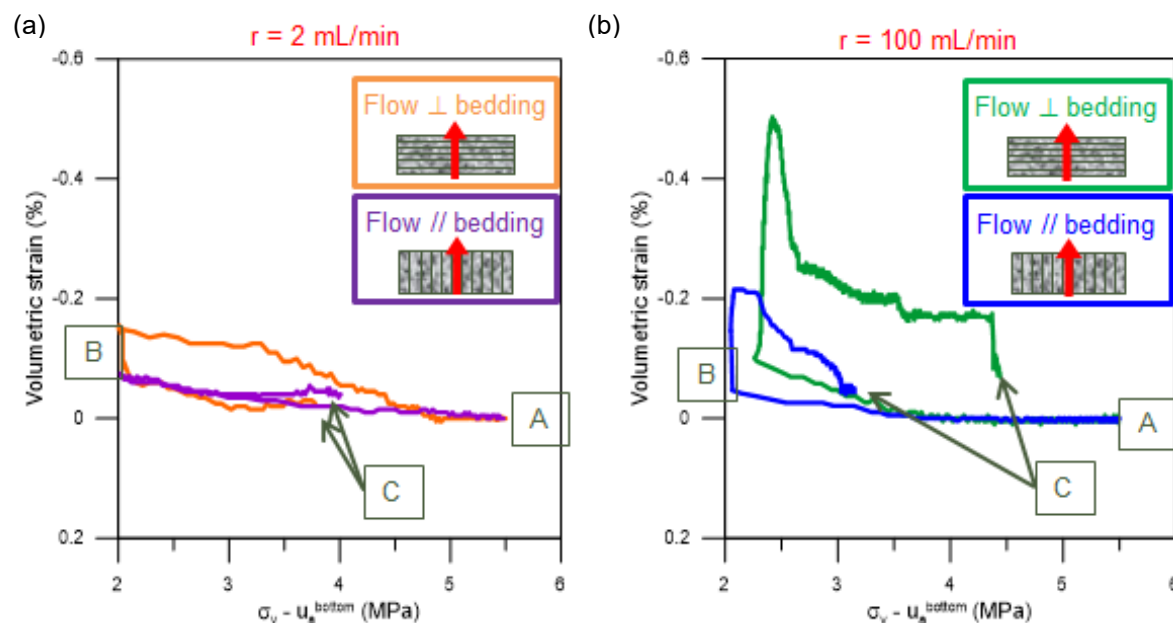 (a)
r = 2 mL/min
-0.6
-0.4
-0.2
0
0.2
Volumetric strain (%)
Flow ⊥ bedding
Flow // bedding
B
A
C
2
3
4
5
6
σᵥ - uₐᵇᵒᵗᵗᵒᵐ (MPa)
(b)
r = 100 mL/min
-0.6
-0.4
-0.2
0
0.2
Volumetric strain (%)
Flow ⊥ bedding
Flow // bedding
B
A
C
2
3
4
5
6
σᵥ - uₐᵇᵒᵗᵗᵒᵐ (MPa)